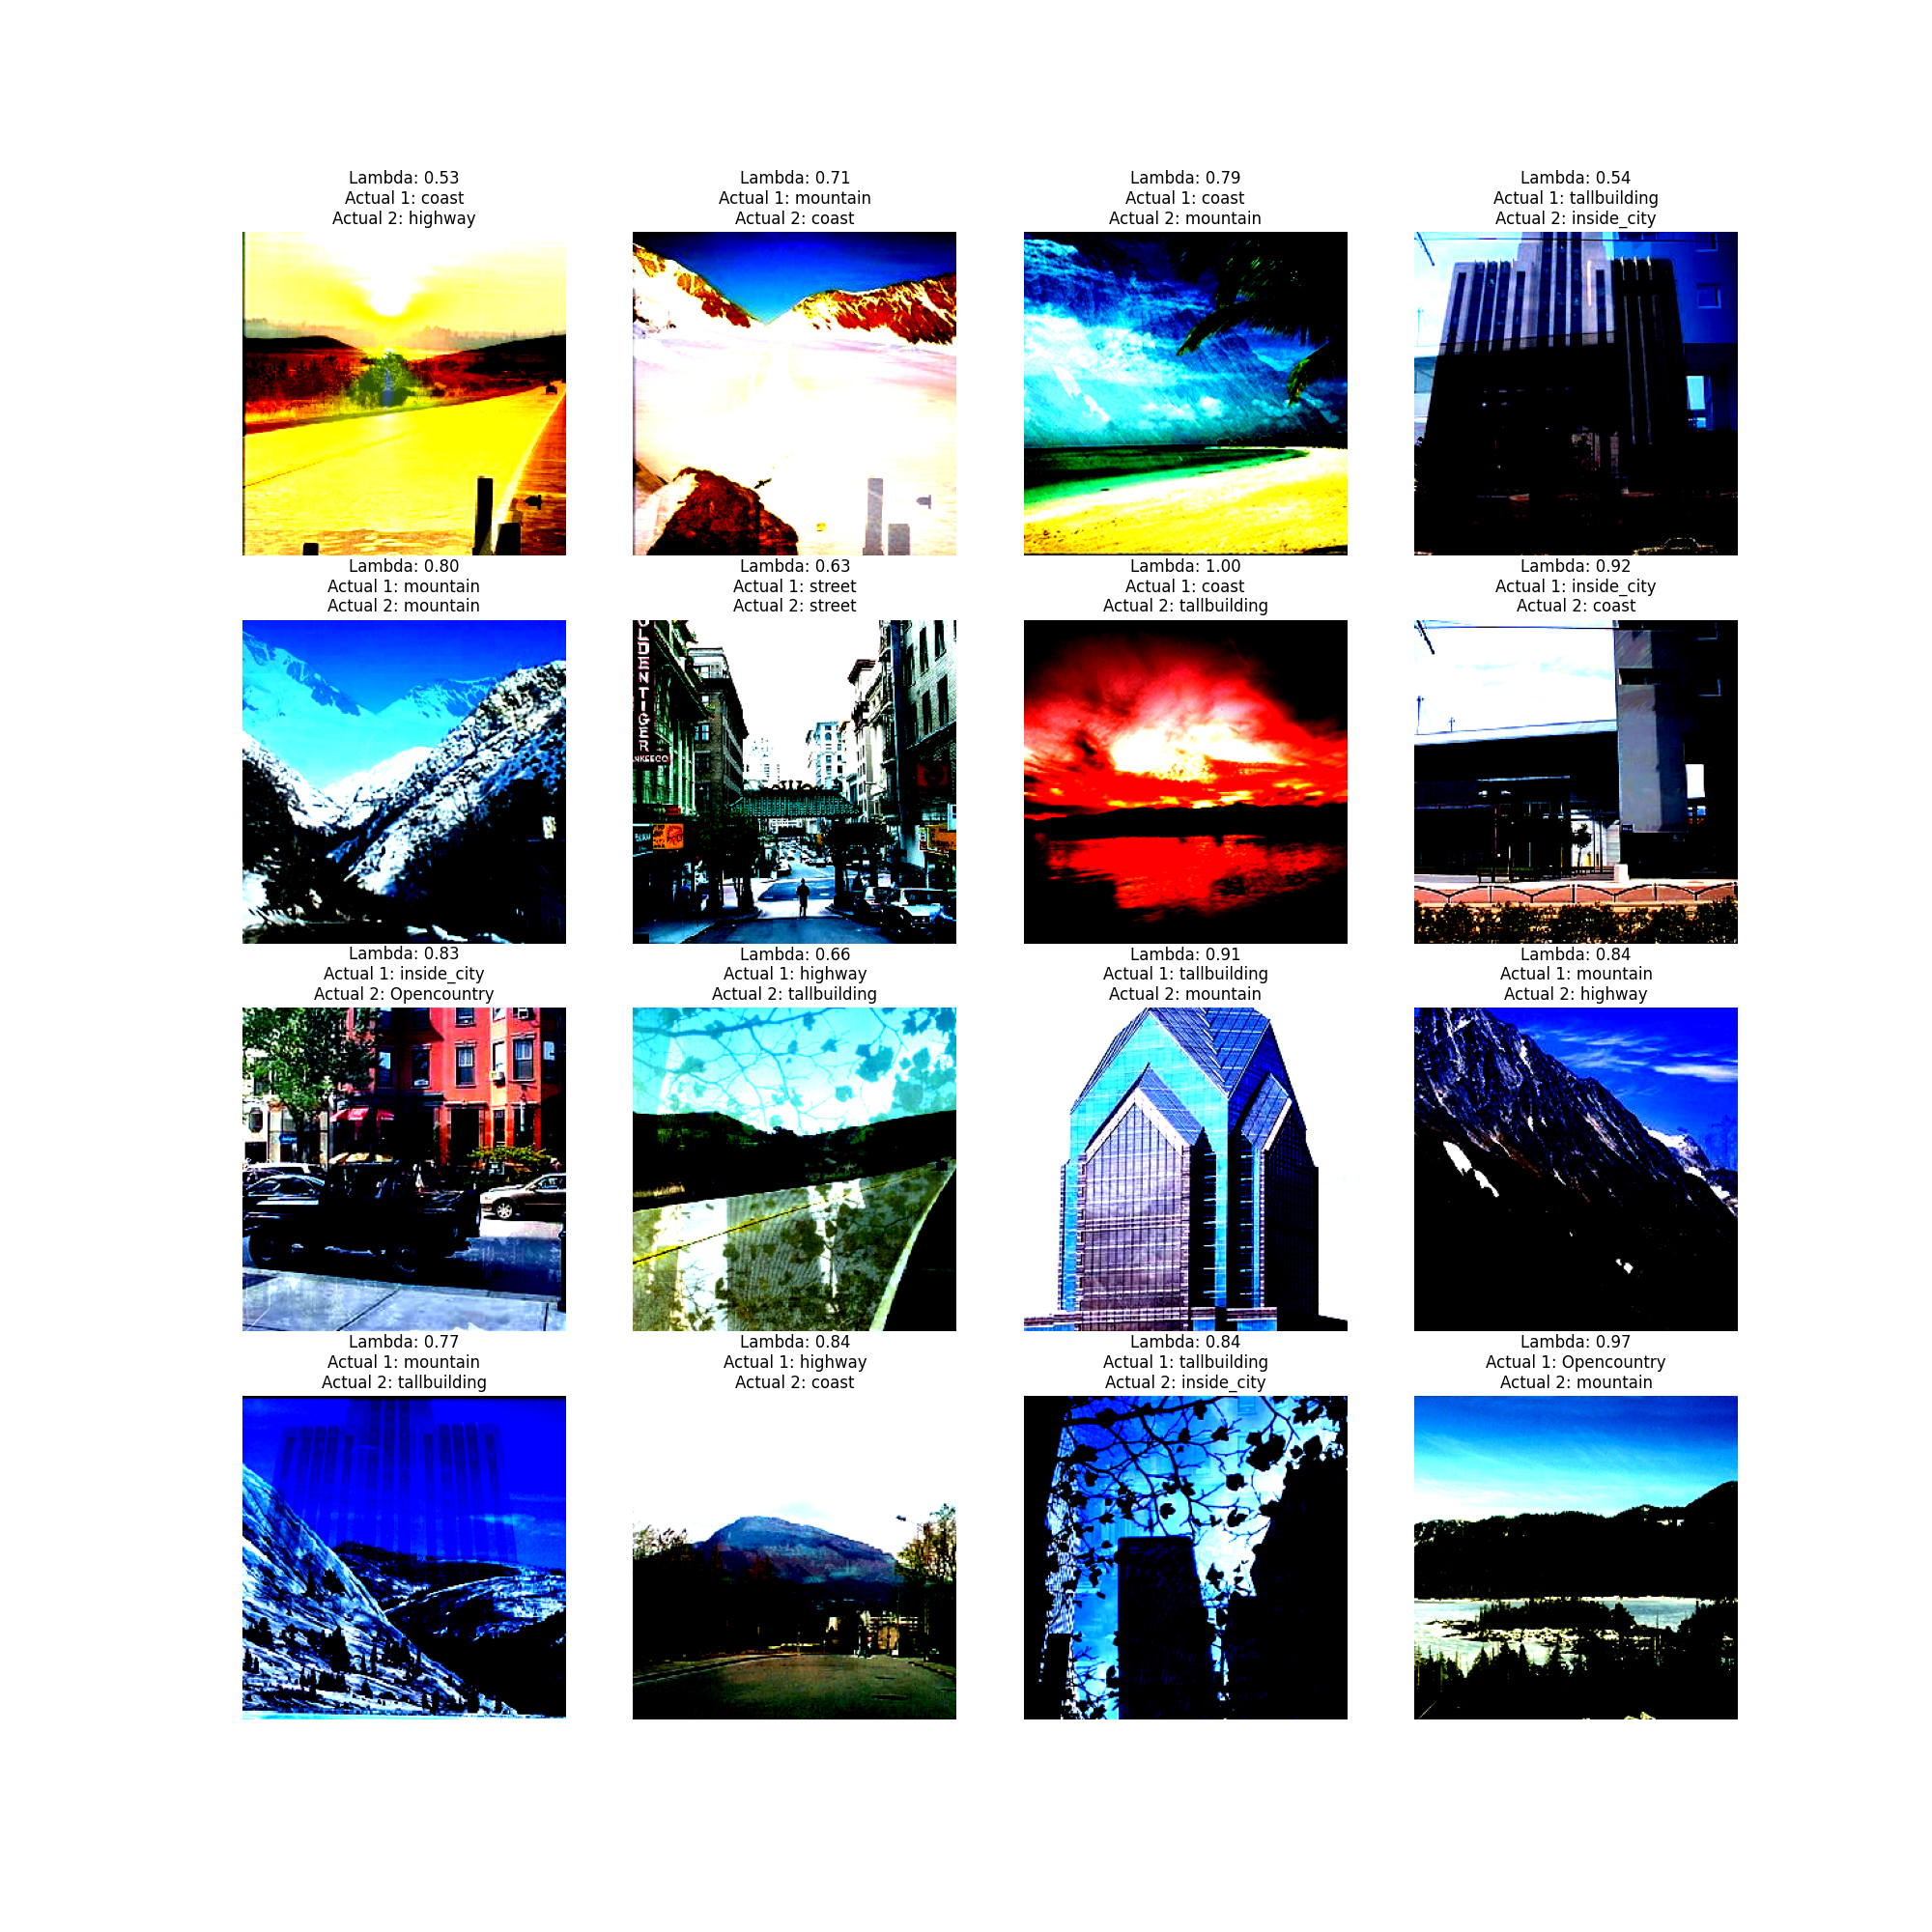 Lambda: 0.53
Actual 1: coast
Actual 2: highway
Lambda: 0.71
Actual 1: mountain
Actual 2: coast
Lambda: 0.79
Actual 1: coast
Actual 2: mountain
Lambda: 0.54
Actual 1: tallbuilding
Actual 2: inside_city
Lambda: 0.80
Actual 1: mountain
Actual 2: mountain
Lambda: 0.63
Actual 1: street
Actual 2: street
LDENTIGER
Lambda: 1.00
Actual 1: coast
Actual 2: tallbuilding
Lambda: 0.92
Actual 1: inside_city
Actual 2: coast
Lambda: 0.83
Actual 1: inside_city
Actual 2: Opencountry
Lambda: 0.66
Actual 1: highway
Actual 2: tallbuilding
Lambda: 0.91
Actual 1: tallbuilding
Actual 2: mountain
Lambda: 0.84
Actual 1: mountain
Actual 2: highway
Lambda: 0.77
Actual 1: mountain
Actual 2: tallbuilding
Lambda: 0.84
Actual 1: highway
Actual 2: coast
Lambda: 0.84
Actual 1: tallbuilding
Actual 2: inside_city
Lambda: 0.97
Actual 1: Opencountry
Actual 2: mountain